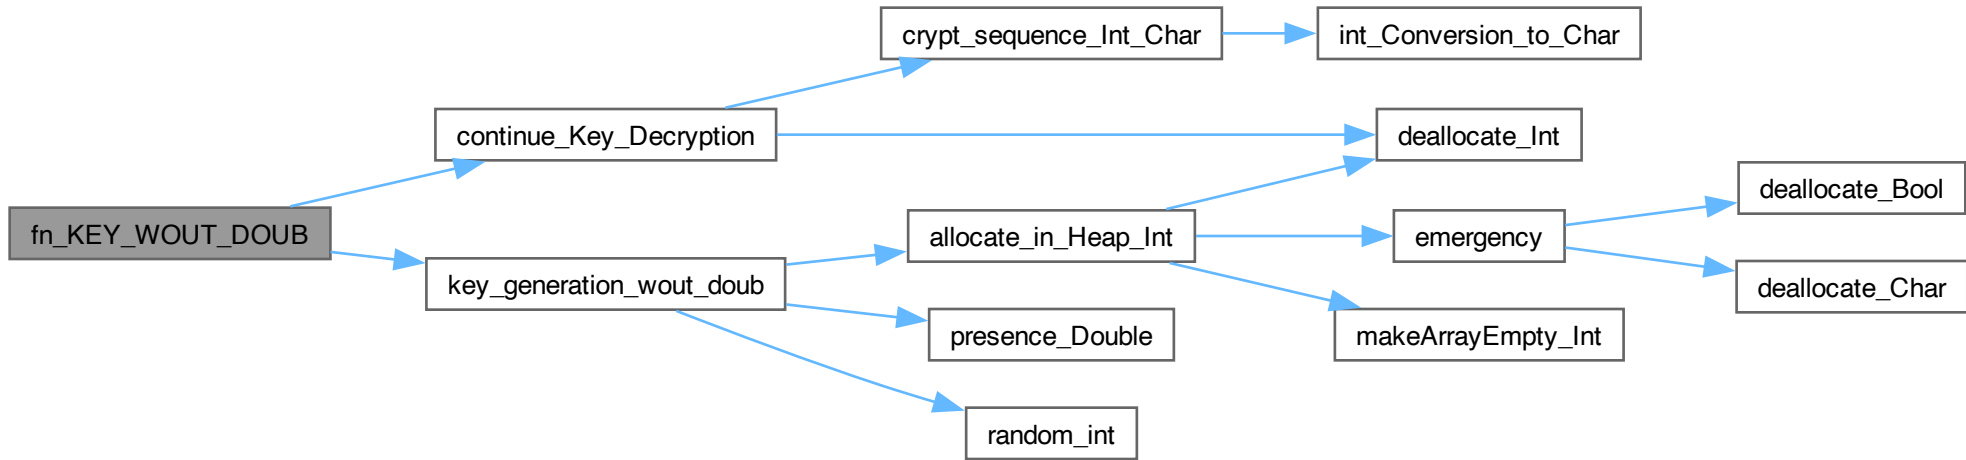 crypt_sequence_Int_Char
int_Conversion_to_Char
continue_Key_Decryption
deallocate_Int
deallocate_Bool
fn_KEY_WOUT_DOUB
allocate_in_Heap_Int
emergency
key_generation_wout_doub
deallocate_Char
presence_Double
makeArrayEmpty_Int
random_int